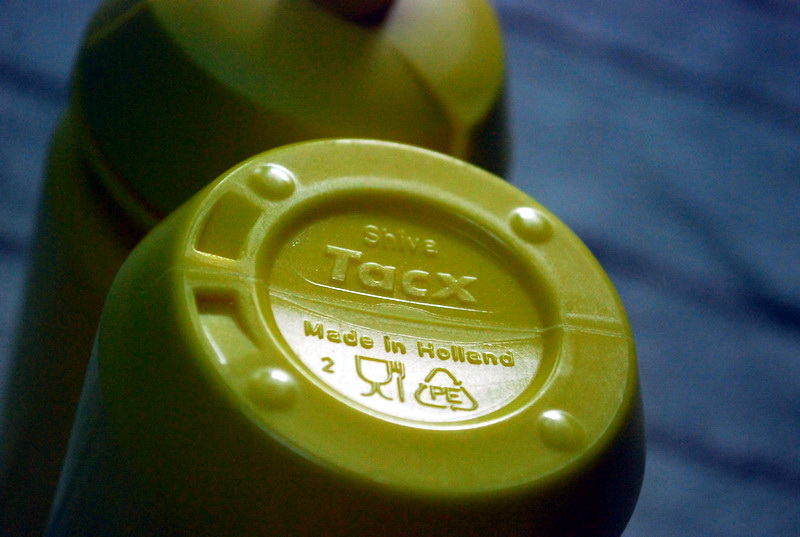 Shiva
Tacx
Made in Holland
2 PE